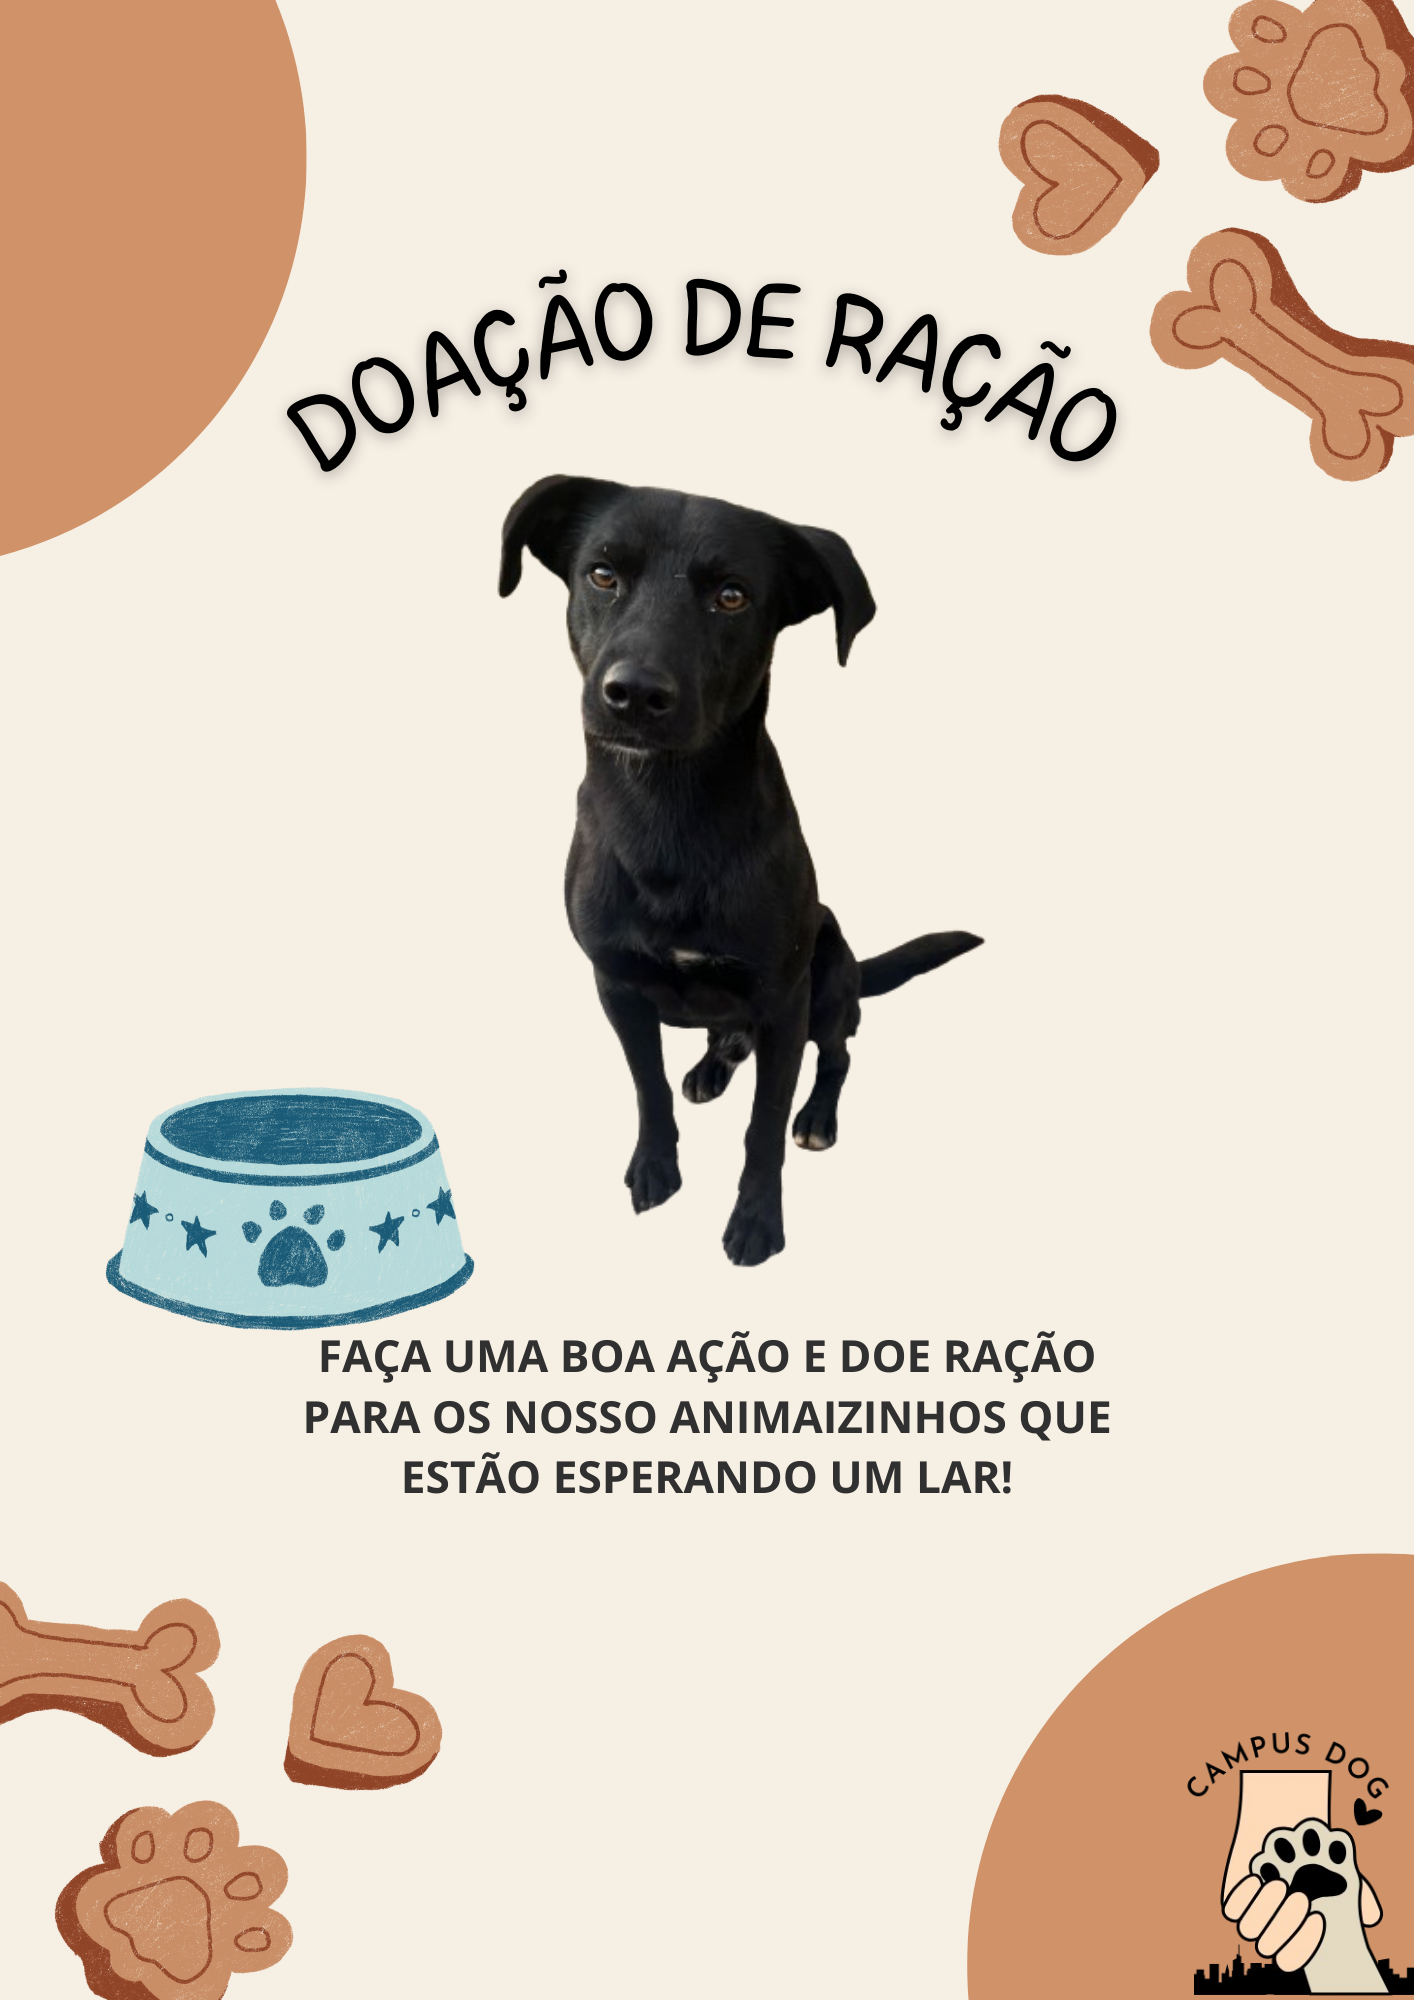 DOAÇÃO DE RAÇÃO
FAÇA UMA BOA AÇÃO E DOE RAÇÃO
PARA OS NOSSO ANIMAIZINHOS QUE
ESTÃO ESPERANDO UM LAR!
CAMPUS DOG